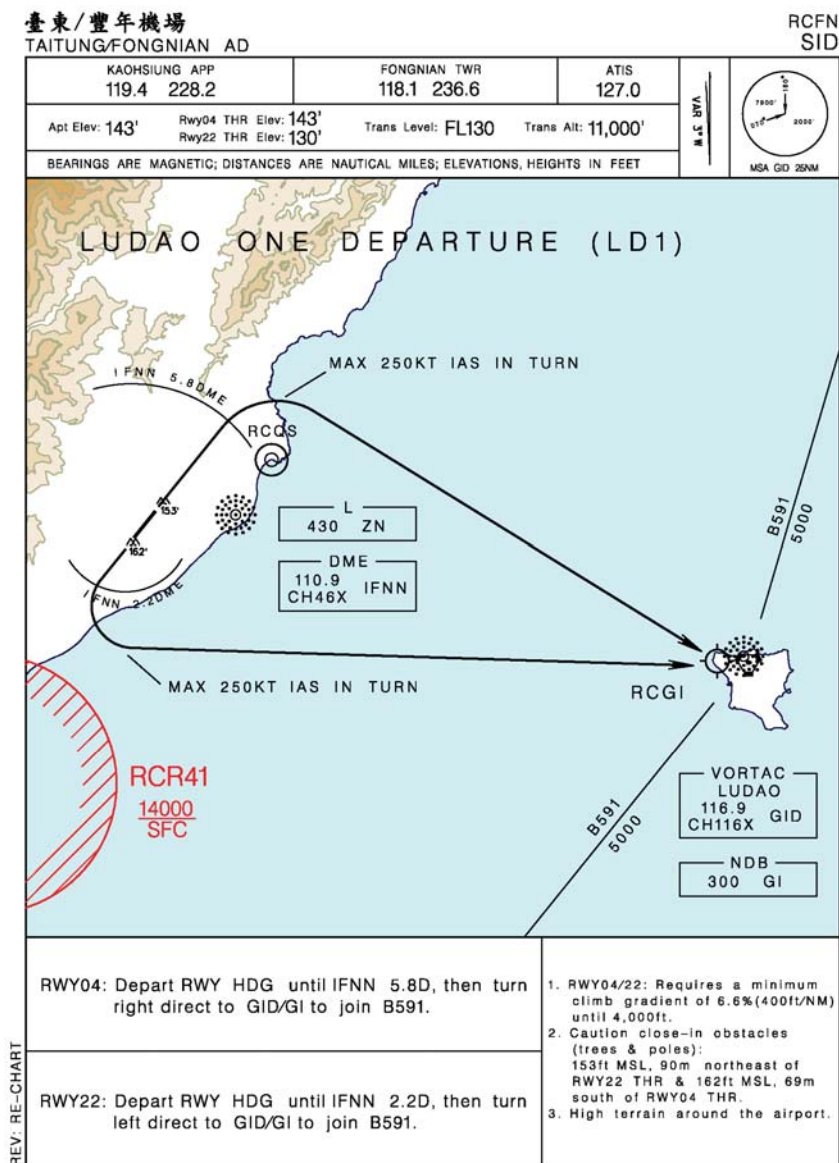 臺東/豐年機場
TAITUNG/FONGNIAN AD
RCFN
SID
KAOHSIUNG APP
119.4 228.2
FONGNIAN TWR
118.1 236.6
ATIS
127.0
VAR 3°W
Apt Elev: 143'
Rwy04 THR Elev: 143'
Rwy22 THR Elev: 130'
Trans Level: FL130
Trans Alt: 11,000'
7900'
2000'
010
MSA GID 25NM
BEARINGS ARE MAGNETIC; DISTANCES ARE NAUTICAL MILES; ELEVATIONS, HEIGHTS IN FEET
LUDAO ONE DEPARTURE (LD1)
MAX 250KT IAS IN TURN
IFNN 5.8DME
RCQS
153'
162'
L
430 ZN
DME
110.9
CH46X
IFNN
IFNN 2.2DME
B591
5000
MAX 250KT IAS IN TURN
RCGI
RCR41
14000
SFC
B591
5000
VORTAC
LUDAO
116.9
CH116X
GID
NDB
300 GI
RWY04: Depart RWY HDG until IFNN 5.8D, then turn
right direct to GID/GI to join B591.
RWY22: Depart RWY HDG until IFNN 2.2D, then turn
left direct to GID/GI to join B591.
1. RWY04/22: Requires a minimum
climb gradient of 6.6%(400ft/NM)
until 4,000ft.
2. Caution close-in obstacles
(trees & poles):
153ft MSL, 90m northeast of
RWY22 THR & 162ft MSL, 69m
south of RWY04 THR.
3. High terrain around the airport.
REV: RE-CHART